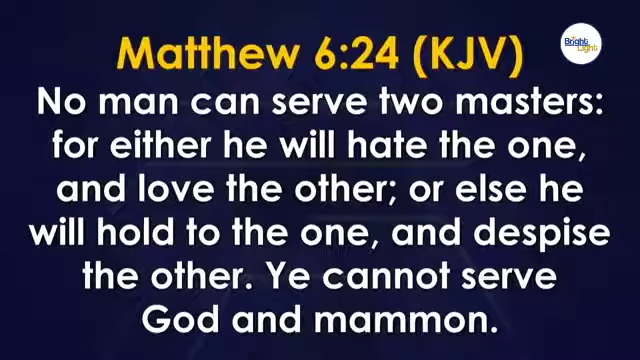 Matthew 6:24 (KJV)
Bright
Light
No man can serve two masters:
for either he will hate the one,
and love the other; or else he
will hold to the one, and despise
the other. Ye cannot serve
God and mammon.